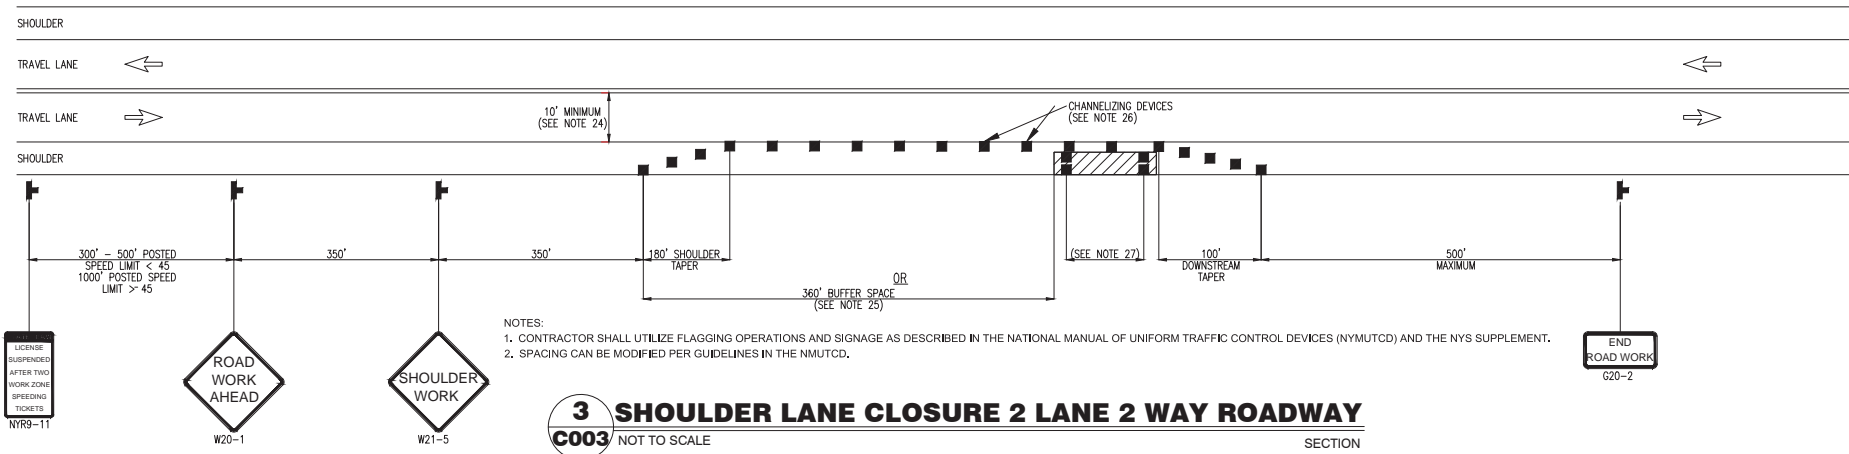 SHOULDER
TRAVEL LANE
TRAVEL LANE
10' MINIMUM
(SEE NOTE 24)
CHANNELIZING DEVICES
(SEE NOTE 26)
SHOULDER
300' - 500' POSTED
SPEED LIMIT < 45
1000' POSTED SPEED
LIMIT > 45
350'
350'
180' SHOULDER
TAPER
OR
360' BUFFER SPACE
(SEE NOTE 25)
(SEE NOTE 27)
100'
DOWNSTREAM
TAPER
500'
MAXIMUM
LICENSE
SUSPENDED
AFTER TWO
WORK ZONE
SPEEDING
TICKETS
NYR9-11
ROAD
WORK
AHEAD
W20-1
SHOULDER
WORK
W21-5
NOTES:
1. CONTRACTOR SHALL UTILIZE FLAGGING OPERATIONS AND SIGNAGE AS DESCRIBED IN THE NATIONAL MANUAL OF UNIFORM TRAFFIC CONTROL DEVICES (NYMUTCD) AND THE NYS SUPPLEMENT.
2. SPACING CAN BE MODIFIED PER GUIDELINES IN THE NMUTCD.
END
ROAD WORK
G20-2
3 SHOULDER LANE CLOSURE 2 LANE 2 WAY ROADWAY
C003 NOT TO SCALE
SECTION